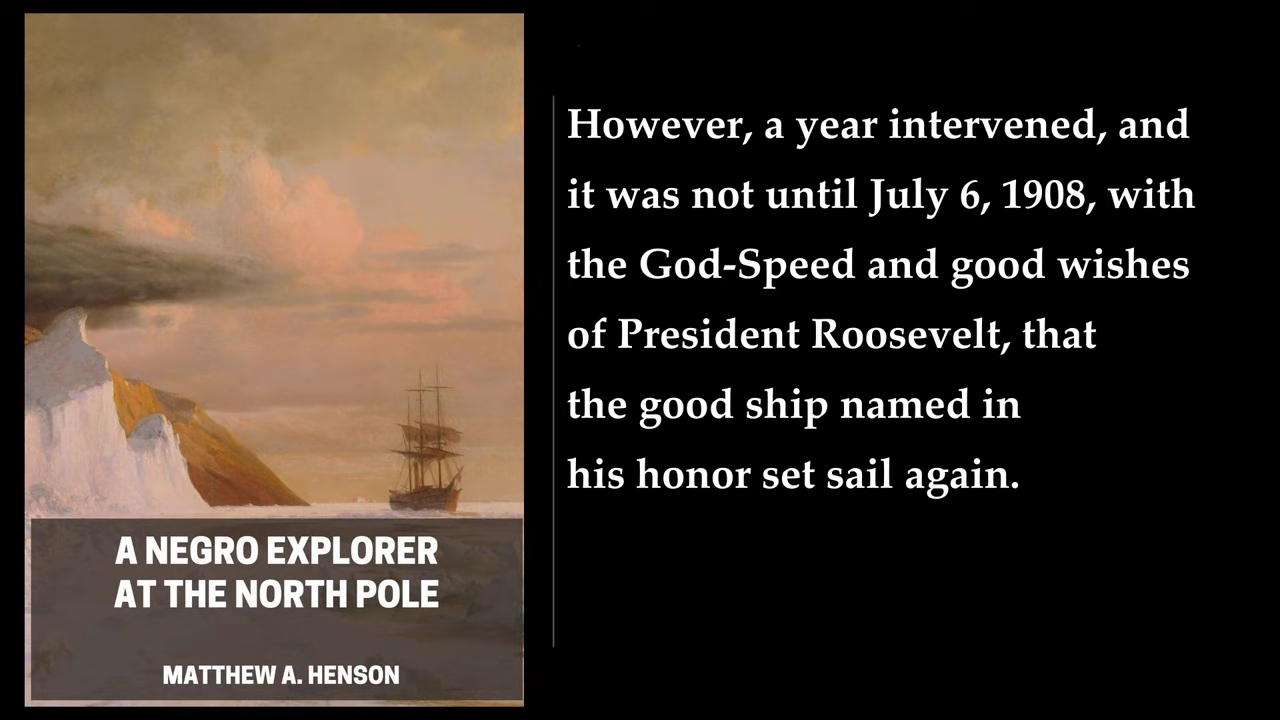 However, a year intervened, and
it was not until July 6, 1908, with
the God-Speed and good wishes
of President Roosevelt, that
the good ship named in
his honor set sail again.
A NEGRO EXPLORER
AT THE NORTH POLE
MATTHEW A. HENSON